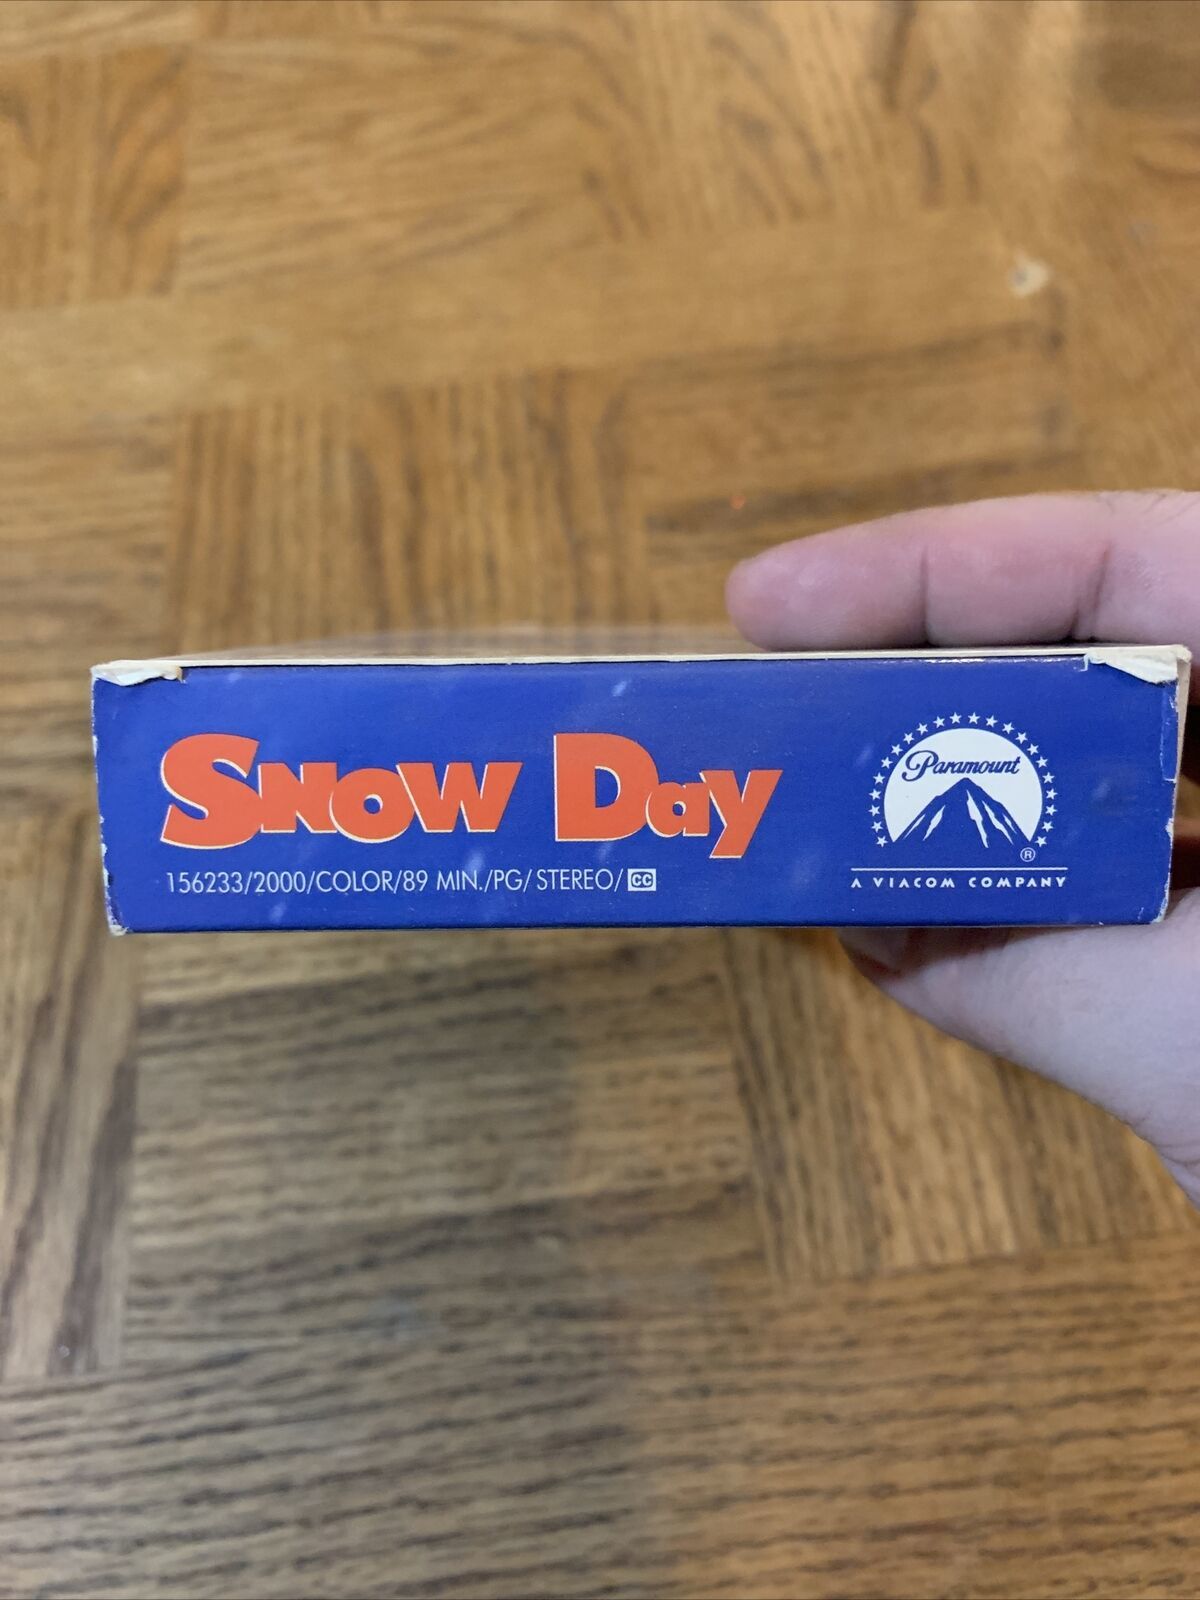 SNOW DAY
156233/2000/COLOR/89 MIN./PG/ STEREO/ CC
Paramount
®
A VIACOM COMPANY